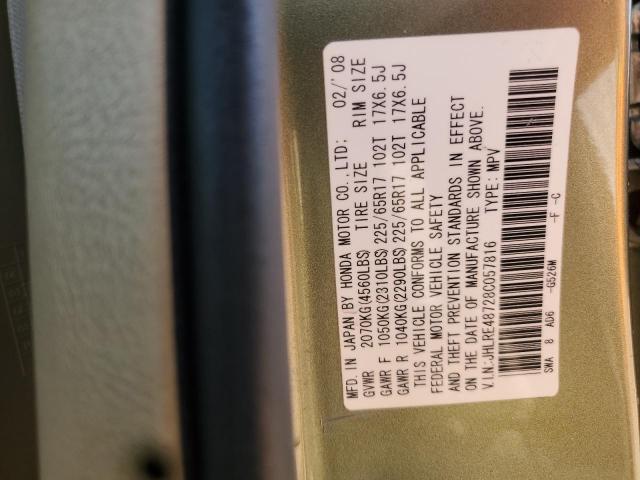 MFD. IN JAPAN BY HONDA MOTOR CO., LTD: 02/'08
GVWR 2070KG(4560LBS) TIRE SIZE RIM SIZE
GAWR F 1050KG(2310LBS) 225/65R17 102T 17X6.5J
GAWR R 1040KG(2290LBS) 225/65R17 102T 17X6.5J
THIS VEHICLE CONFORMS TO ALL APPLICABLE
FEDERAL MOTOR VEHICLE SAFETY
AND THEFT PREVENTION STANDARDS IN EFFECT
ON THE DATE OF MANUFACTURE SHOWN ABOVE.
V.I.N:JHLRE48728C057816 TYPE: MPV
SWA 8 AD6 -G526M -F -C